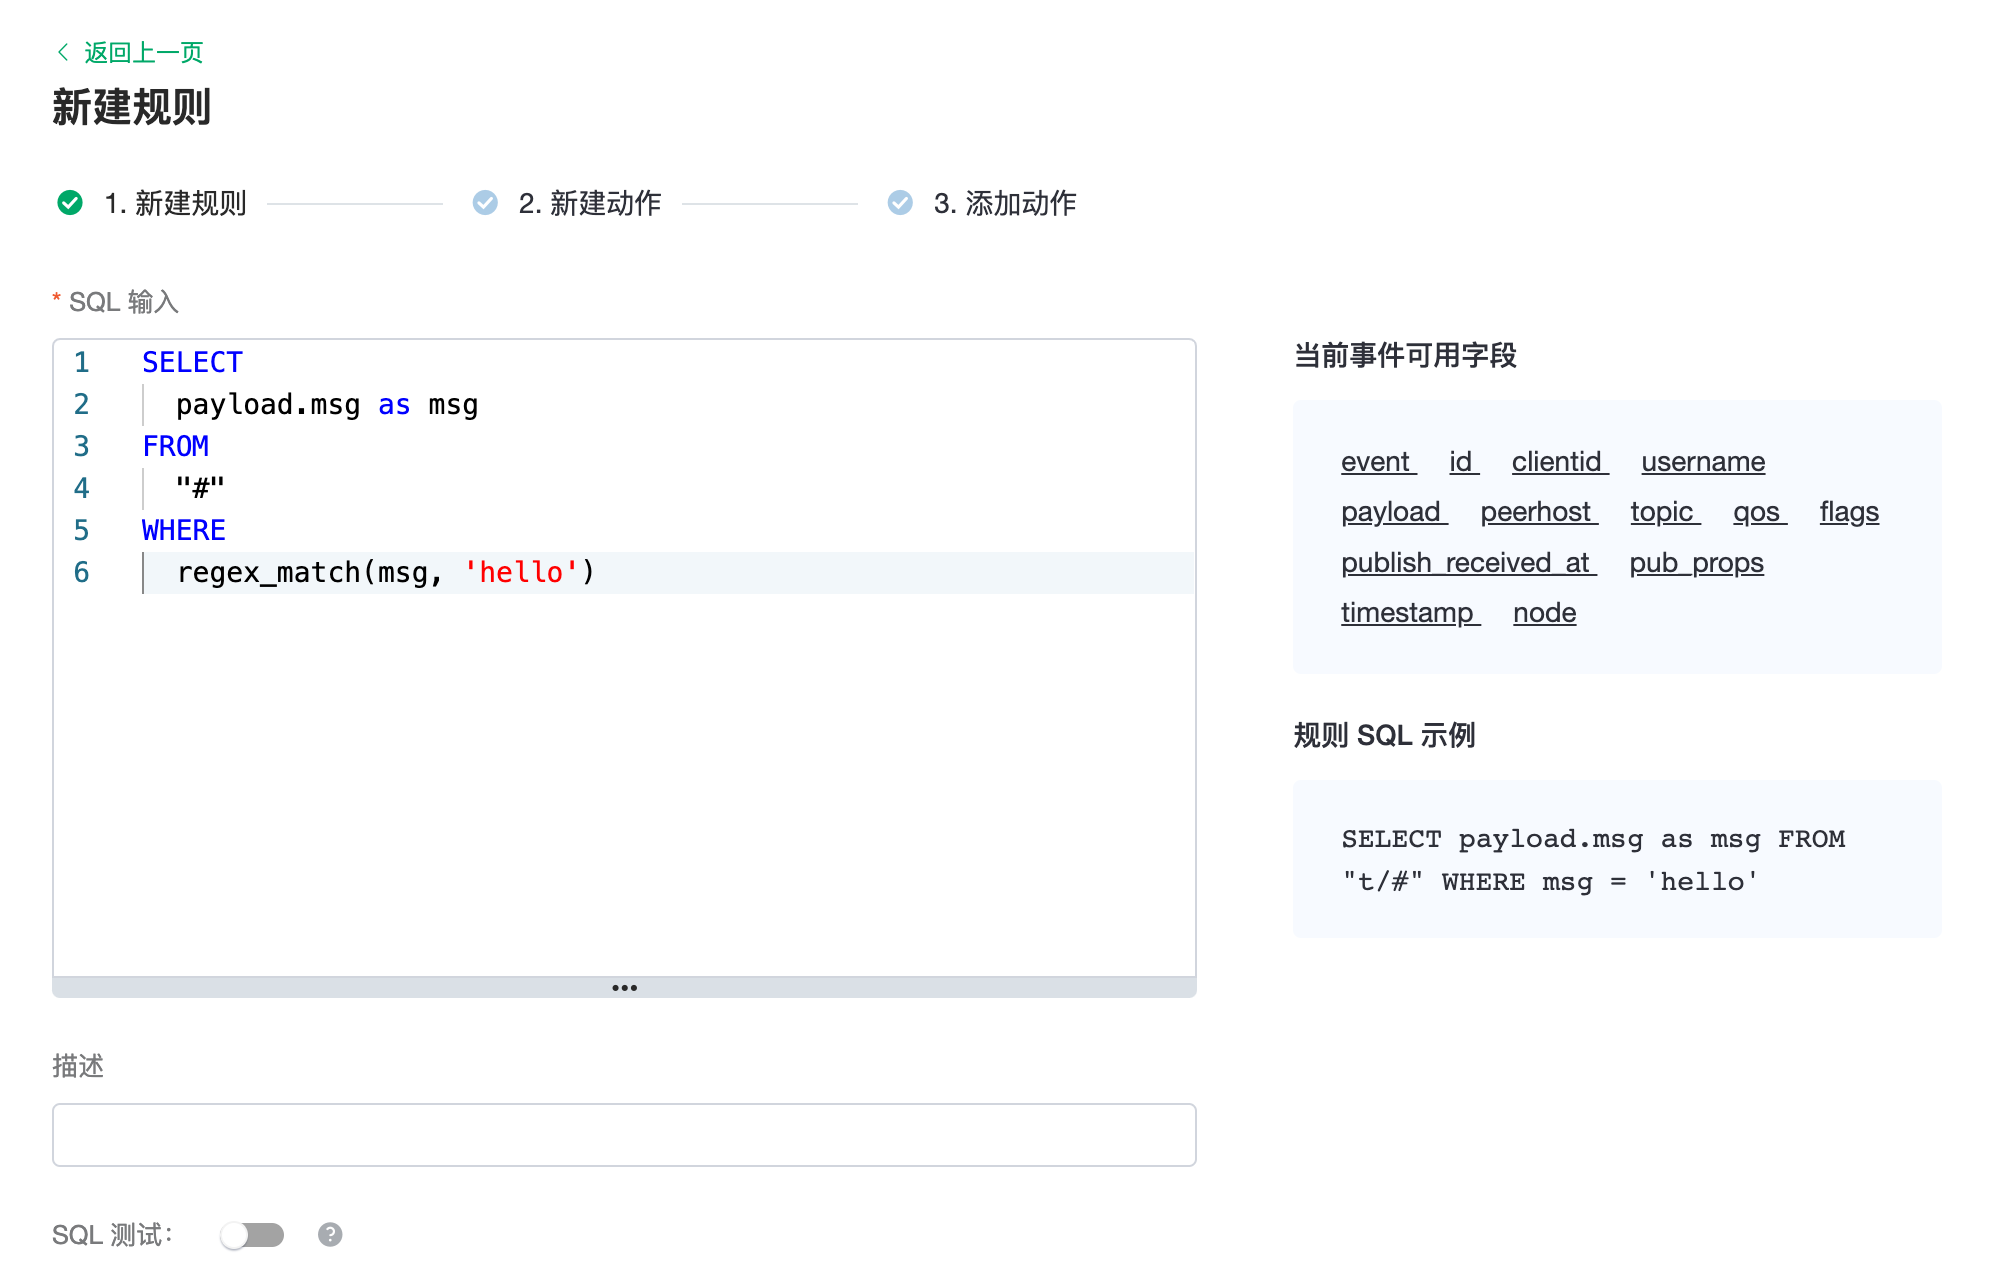 返回上一页
新建规则
1. 新建规则
2. 新建动作
3. 添加动作
* SQL 输入
1 SELECT
2 payload.msg as msg
3 FROM
4 "#"
5 WHERE
6 regex_match(msg, 'hello')
描述
SQL 测试：
?
当前事件可用字段
event id clientid username
payload peerhost topic qos flags
publish_received_at pub_props
timestamp node
规则 SQL 示例
SELECT payload.msg as msg FROM
"t/#" WHERE msg = 'hello'